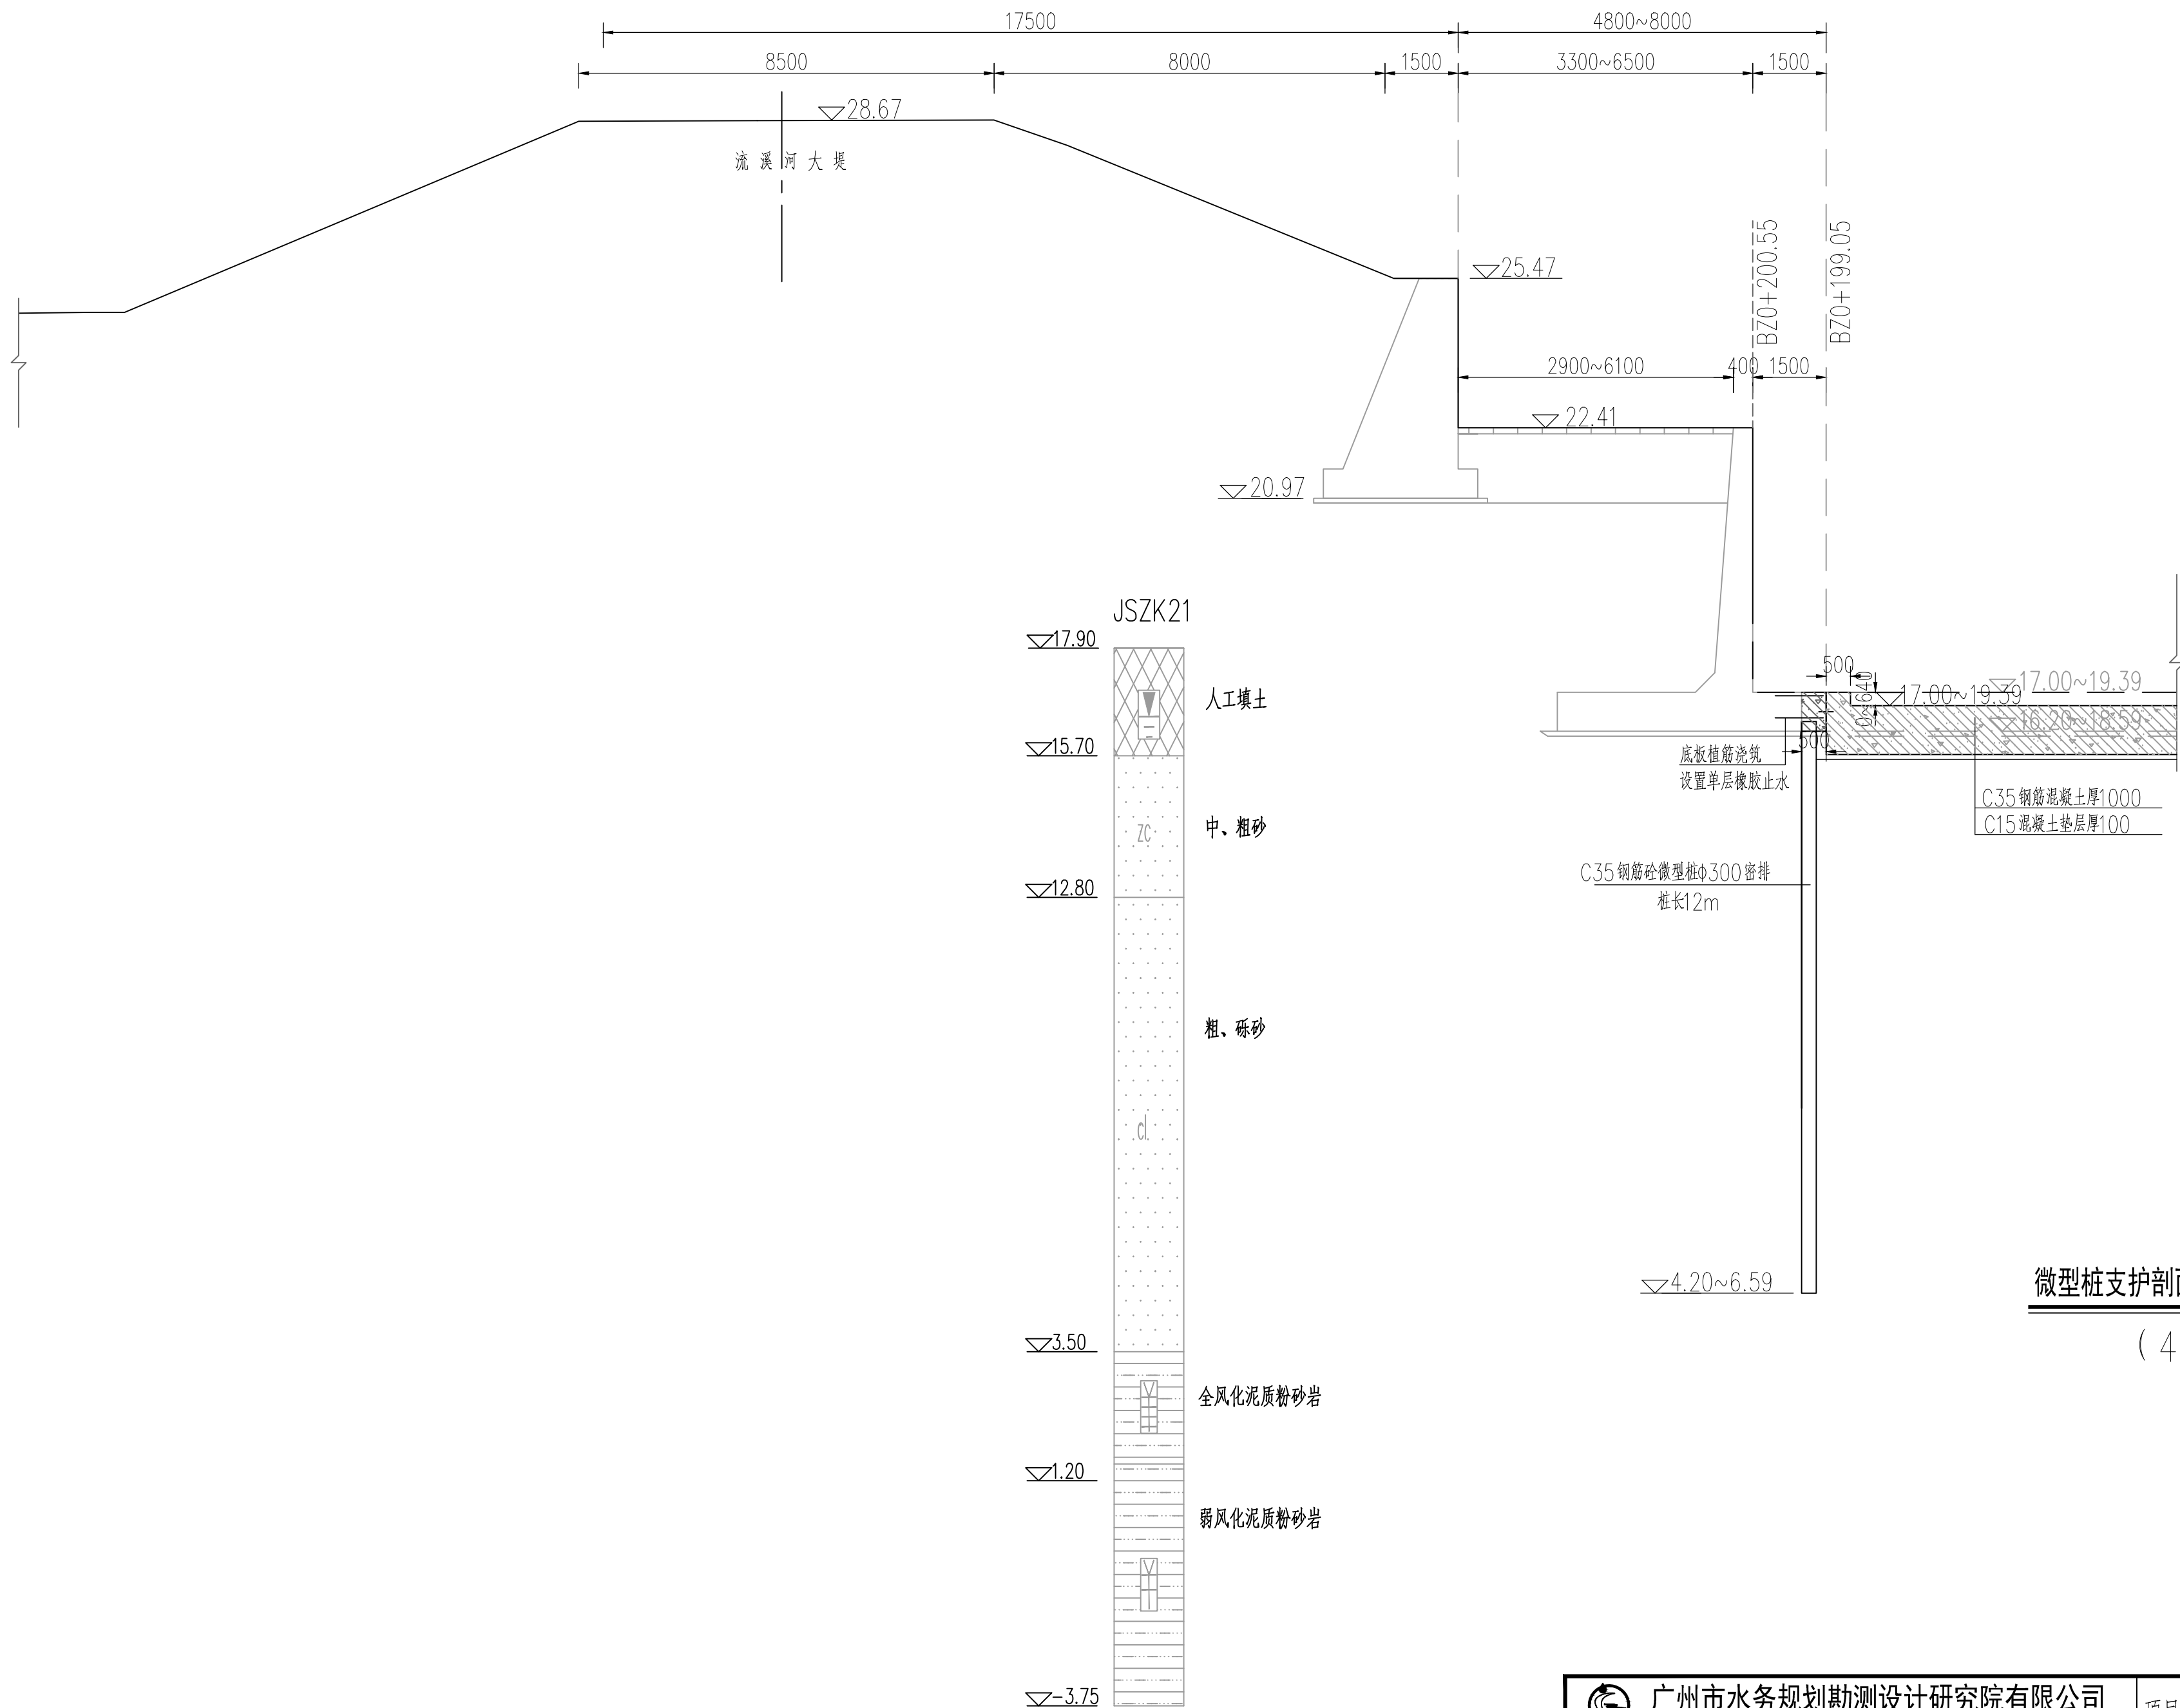 17500 4800~8000
8500 8000 1500 3300~6500 1500
28.67
流溪河大堤
25.47
BZ0+200.55
BZ0+199.05
2900~6100 400 1500
22.41
20.97
JSZK21
17.90
人工填土
15.70
中、粗砂
ZC
12.80
粗、砾砂
cl
3.50
全风化泥质粉砂岩
1.20
弱风化泥质粉砂岩
-3.75
500
0~640
17.00~19.39
17.00~19.39
16.20~18.59
500
底板植筋浇筑
设置单层橡胶止水
C35钢筋混凝土厚1000
C15混凝土垫层厚100
C35钢筋砼微型桩ф300密排
桩长12m
4.20~6.59
微型桩支护剖
(4
广州市水务规划勘测设计研究院有限公司